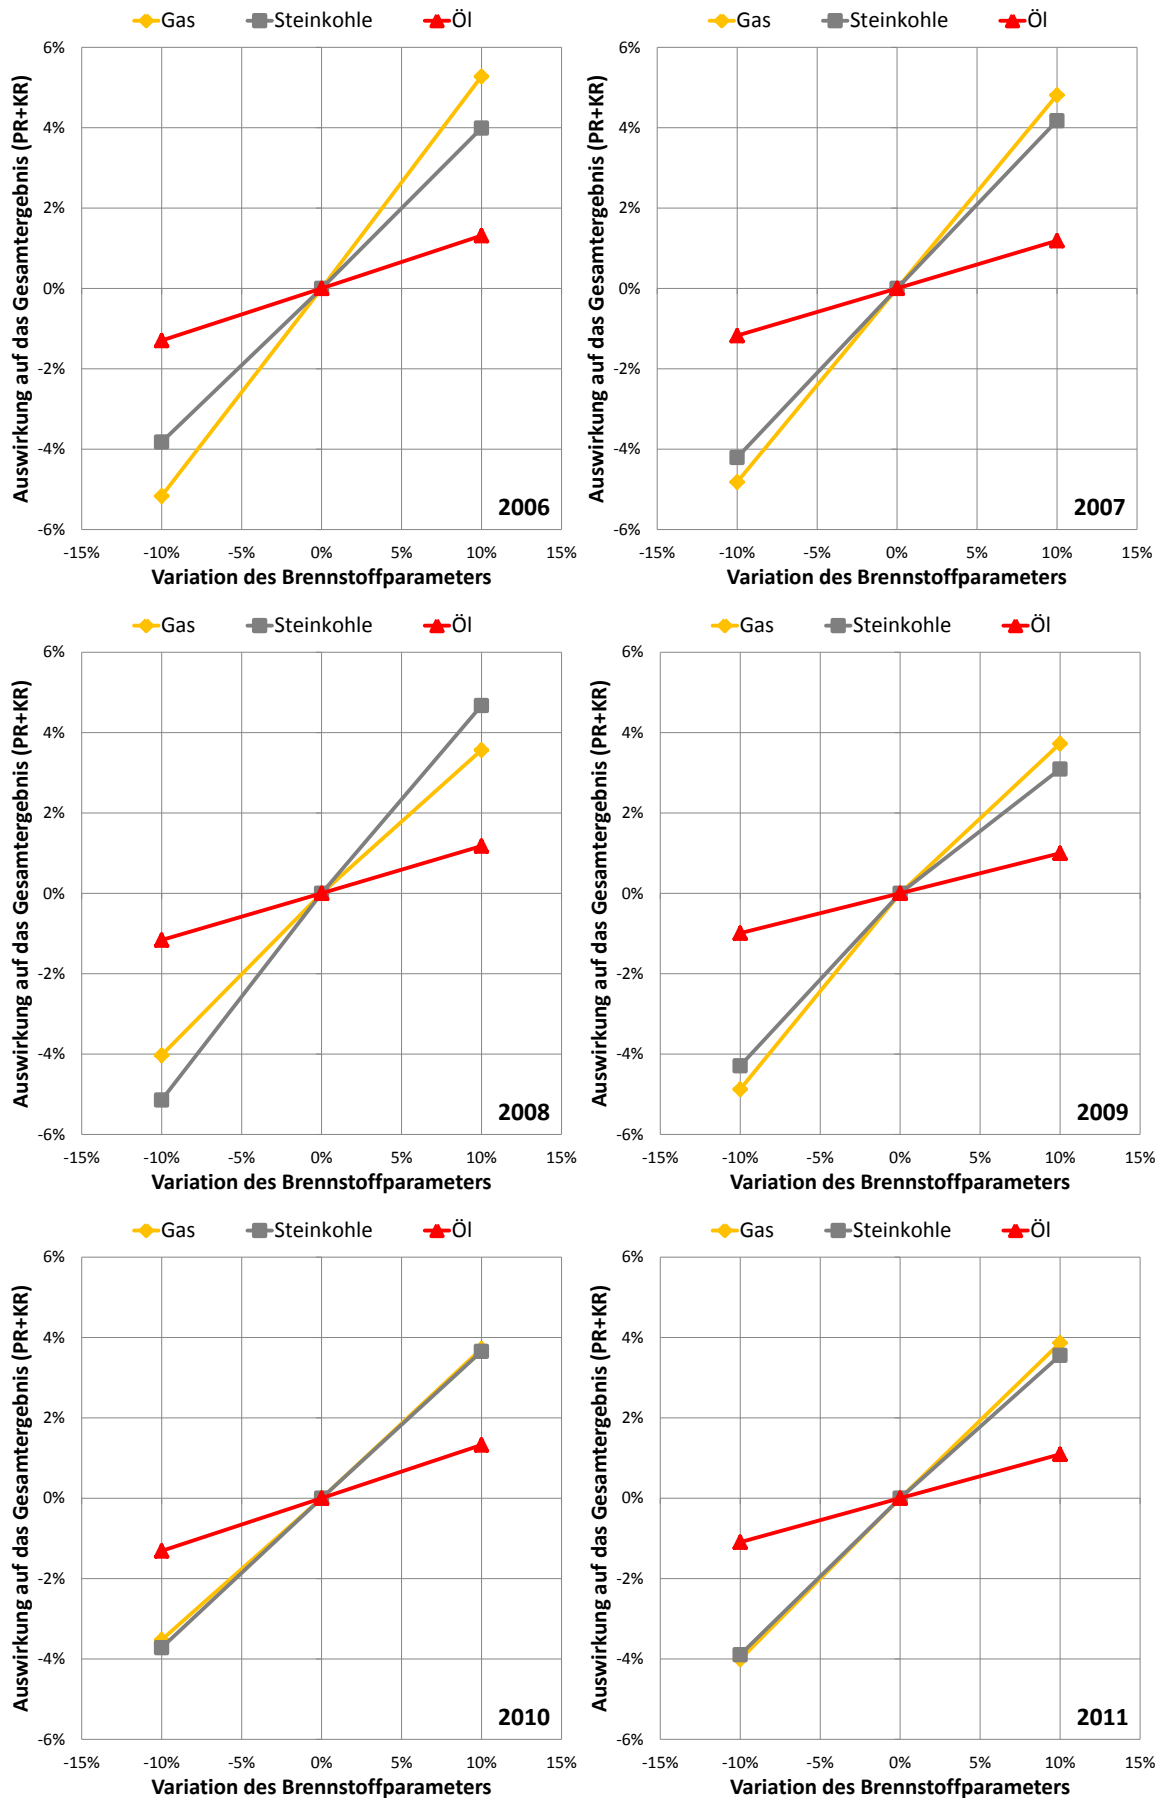 Gas Steinkohle Öl
Auswirkung auf das Gesamtergebnis (PR+KR)
6%
4%
2%
0%
-2%
-4%
-6%
2006
-15% -10% -5% 0% 5% 10% 15%
Variation des Brennstoffparameters
Gas Steinkohle Öl
Auswirkung auf das Gesamtergebnis (PR+KR)
6%
4%
2%
0%
-2%
-4%
-6%
2007
-15% -10% -5% 0% 5% 10% 15%
Variation des Brennstoffparameters
Gas Steinkohle Öl
Auswirkung auf das Gesamtergebnis (PR+KR)
6%
4%
2%
0%
-2%
-4%
-6%
2008
-15% -10% -5% 0% 5% 10% 15%
Variation des Brennstoffparameters
Gas Steinkohle Öl
Auswirkung auf das Gesamtergebnis (PR+KR)
6%
4%
2%
0%
-2%
-4%
-6%
2009
-15% -10% -5% 0% 5% 10% 15%
Variation des Brennstoffparameters
Gas Steinkohle Öl
Auswirkung auf das Gesamtergebnis (PR+KR)
6%
4%
2%
0%
-2%
-4%
-6%
2010
-15% -10% -5% 0% 5% 10% 15%
Variation des Brennstoffparameters
Gas Steinkohle Öl
Auswirkung auf das Gesamtergebnis (PR+KR)
6%
4%
2%
0%
-2%
-4%
-6%
2011
-15% -10% -5% 0% 5% 10% 15%
Variation des Brennstoffparameters